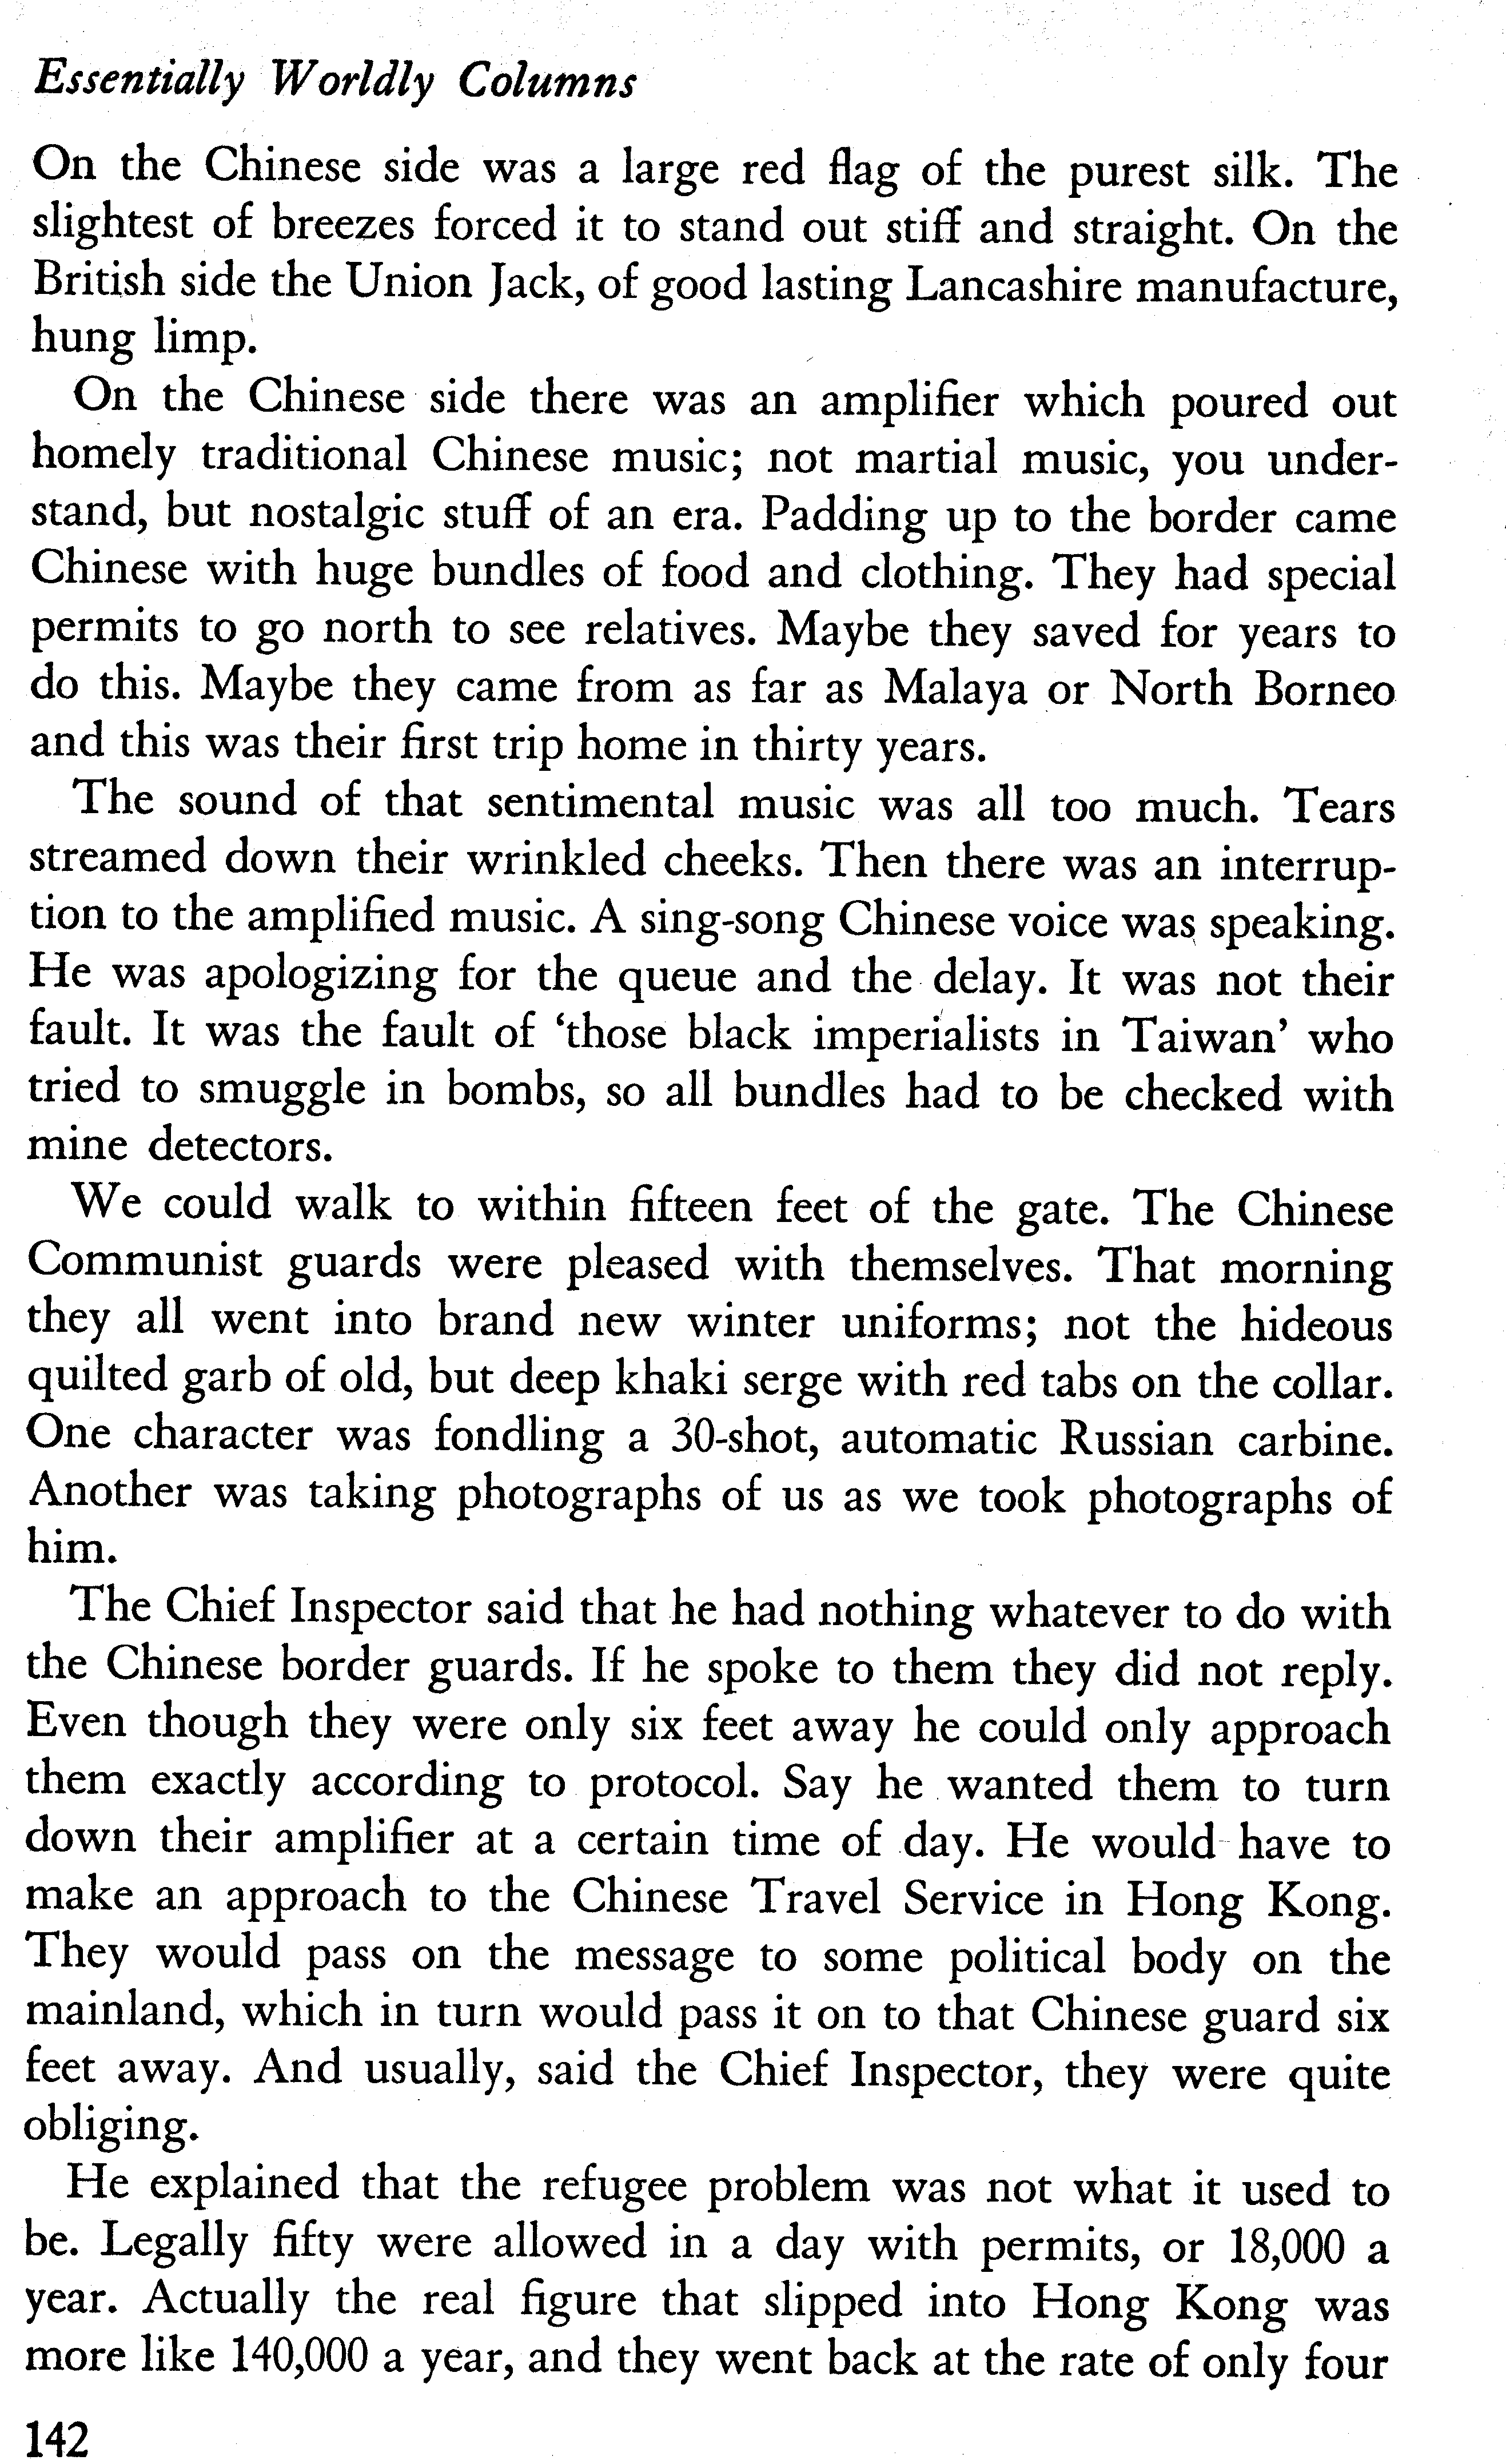 Essentially Worldly Columns
On the Chinese side was a large red flag of the purest silk. The
slightest of breezes forced it to stand out stiff and straight. On the
British side the Union Jack, of good lasting Lancashire manufacture,
hung limp.
On the Chinese side there was an amplifier which poured out
homely traditional Chinese music; not martial music, you under-
stand, but nostalgic stuff of an era. Padding up to the border came
Chinese with huge bundles of food and clothing. They had special
permits to go north to see relatives. Maybe they saved for years to
do this. Maybe they came from as far as Malaya or North Borneo
and this was their first trip home in thirty years.
The sound of that sentimental music was all too much. Tears
streamed down their wrinkled cheeks. Then there was an interrup-
tion to the amplified music. A sing-song Chinese voice was speaking.
He was apologizing for the queue and the delay. It was not their
fault. It was the fault of ‘those black imperialists in Taiwan’ who
tried to smuggle in bombs, so all bundles had to be checked with
mine detectors.
We could walk to within fifteen feet of the gate. The Chinese
Communist guards were pleased with themselves. That morning
they all went into brand new winter uniforms; not the hideous
quilted garb of old, but deep khaki serge with red tabs on the collar.
One character was fondling a 30-shot, automatic Russian carbine.
Another was taking photographs of us as we took photographs of
him.
The Chief Inspector said that he had nothing whatever to do with
the Chinese border guards. If he spoke to them they did not reply.
Even though they were only six feet away he could only approach
them exactly according to protocol. Say he wanted them to turn
down their amplifier at a certain time of day. He would have to
make an approach to the Chinese Travel Service in Hong Kong.
They would pass on the message to some political body on the
mainland, which in turn would pass it on to that Chinese guard six
feet away. And usually, said the Chief Inspector, they were quite
obliging.
He explained that the refugee problem was not what it used to
be. Legally fifty were allowed in a day with permits, or 18,000 a
year. Actually the real figure that slipped into Hong Kong was
more like 140,000 a year, and they went back at the rate of only four
142